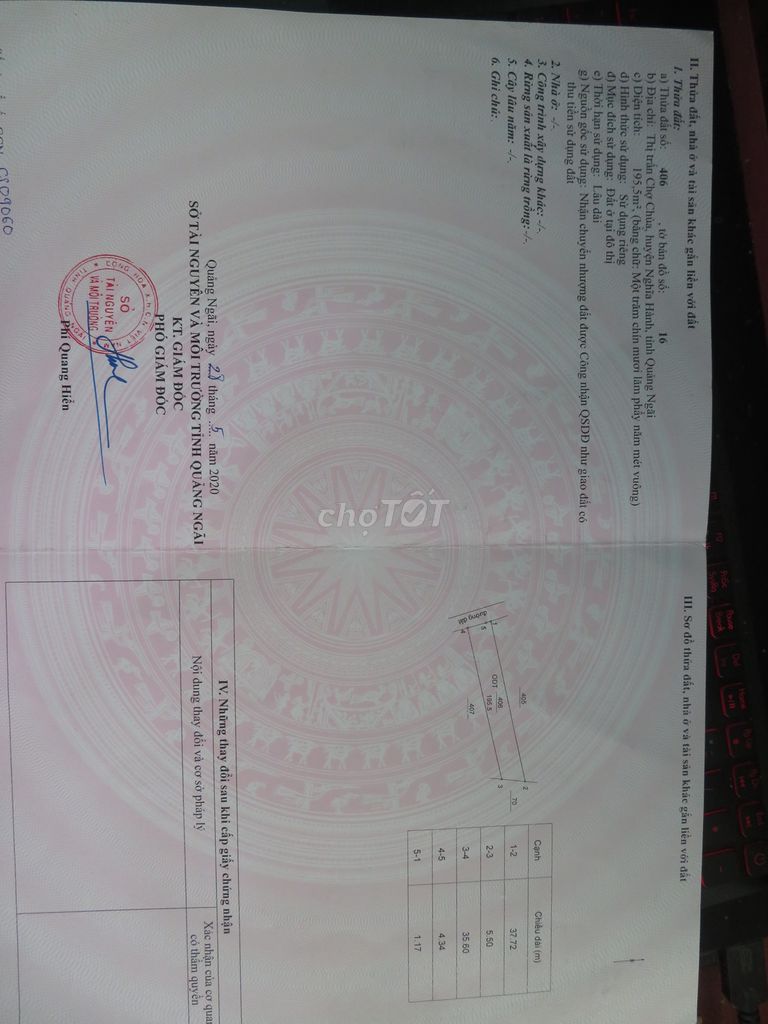 II. Thửa đất, nhà ở và tài sản khác gắn liền với đất
1. Thửa đất:
a) Thửa đất số: 406 , tờ bản đồ số: 16
b) Địa chỉ: Thị trấn Chợ Chùa, huyện Nghĩa Hành, tỉnh Quảng Ngãi
c) Diện tích: 195,5m², (bằng chữ: Một trăm chín mươi lăm phẩy năm mét vuông)
d) Hình thức sử dụng: Sử dụng riêng
đ) Mục đích sử dụng: Đất ở tại đô thị
e) Thời hạn sử dụng: Lâu dài
g) Nguồn gốc sử dụng: Nhận chuyển nhượng đất được Công nhận QSDĐ như giao đất có
thu tiền sử dụng đất
2. Nhà ở: -/-
3. Công trình xây dựng khác: -/-
4. Rừng sản xuất là rừng trồng: -/-
5. Cây lâu năm: -/-
6. Ghi chú:
Quảng Ngãi, ngày 28 tháng 5 năm 2020
SỞ TÀI NGUYÊN VÀ MÔI TRƯỜNG TỈNH QUẢNG NGÃI
KT. GIÁM ĐỐC
PHÓ GIÁM ĐỐC
SỞ
TÀI NGUYÊN
VÀ MÔI TRƯỜNG
Phi Quang Hiển
III. Sơ đồ thửa đất, nhà ở và tài sản khác gắn liền với đất
405
1
2
5
70
đường đất
ODT 406
195.5
4
3
407
Cạnh Chiều dài (m)
1-2 37.72
2-3 5.50
3-4 35.60
4-5 4.34
5-1 1.17
IV. Những thay đổi sau khi cấp giấy chứng nhận
Nội dung thay đổi và cơ sở pháp lý
Xác nhận của cơ quan
có thẩm quyền
chợTỐT